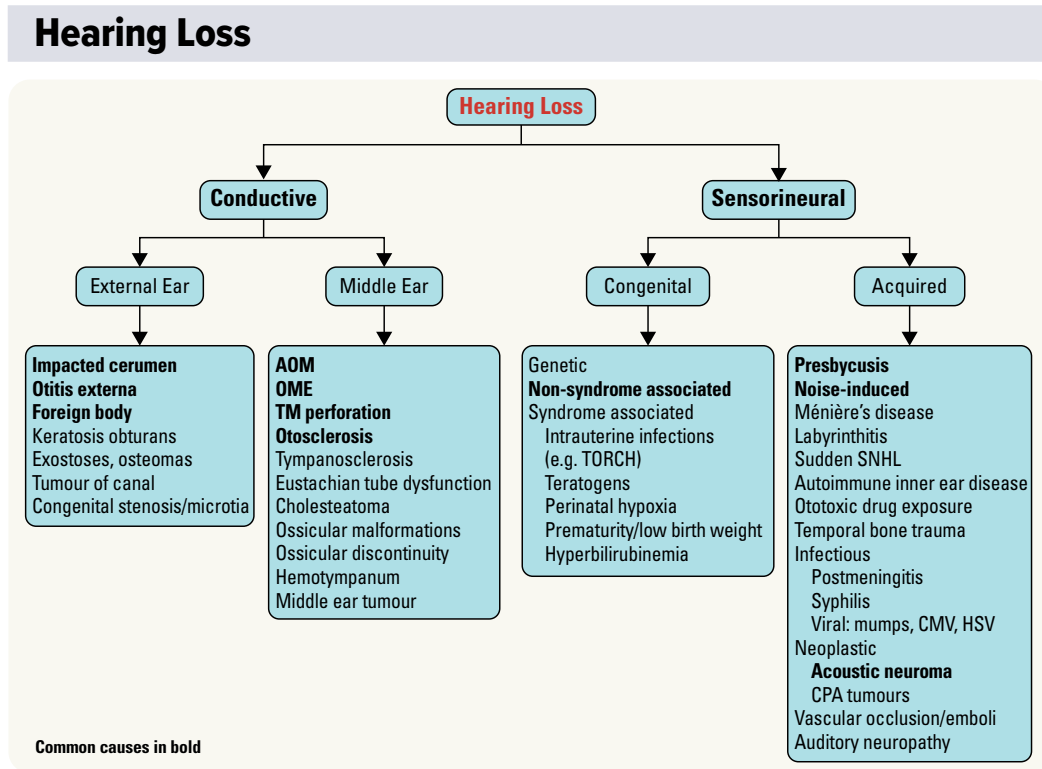 Hearing Loss
Hearing Loss
Conductive
Sensorineural
External Ear
Middle Ear
Congenital
Acquired
Impacted cerumen
Otitis externa
Foreign body
Keratosis obturans
Exostoses, osteomas
Tumour of canal
Congenital stenosis/microtia
AOM
OME
TM perforation
Otosclerosis
Tympanosclerosis
Eustachian tube dysfunction
Cholesteatoma
Ossicular malformations
Ossicular discontinuity
Hemotympanum
Middle ear tumour
Genetic
Non-syndrome associated
Syndrome associated
Intrauterine infections
(e.g. TORCH)
Teratogens
Perinatal hypoxia
Prematurity/low birth weight
Hyperbilirubinemia
Presbycusis
Noise-induced
Ménière's disease
Labyrinthitis
Sudden SNHL
Autoimmune inner ear disease
Ototoxic drug exposure
Temporal bone trauma
Infectious
Postmeningitis
Syphilis
Viral: mumps, CMV, HSV
Neoplastic
Acoustic neuroma
CPA tumours
Vascular occlusion/emboli
Auditory neuropathy
Common causes in bold